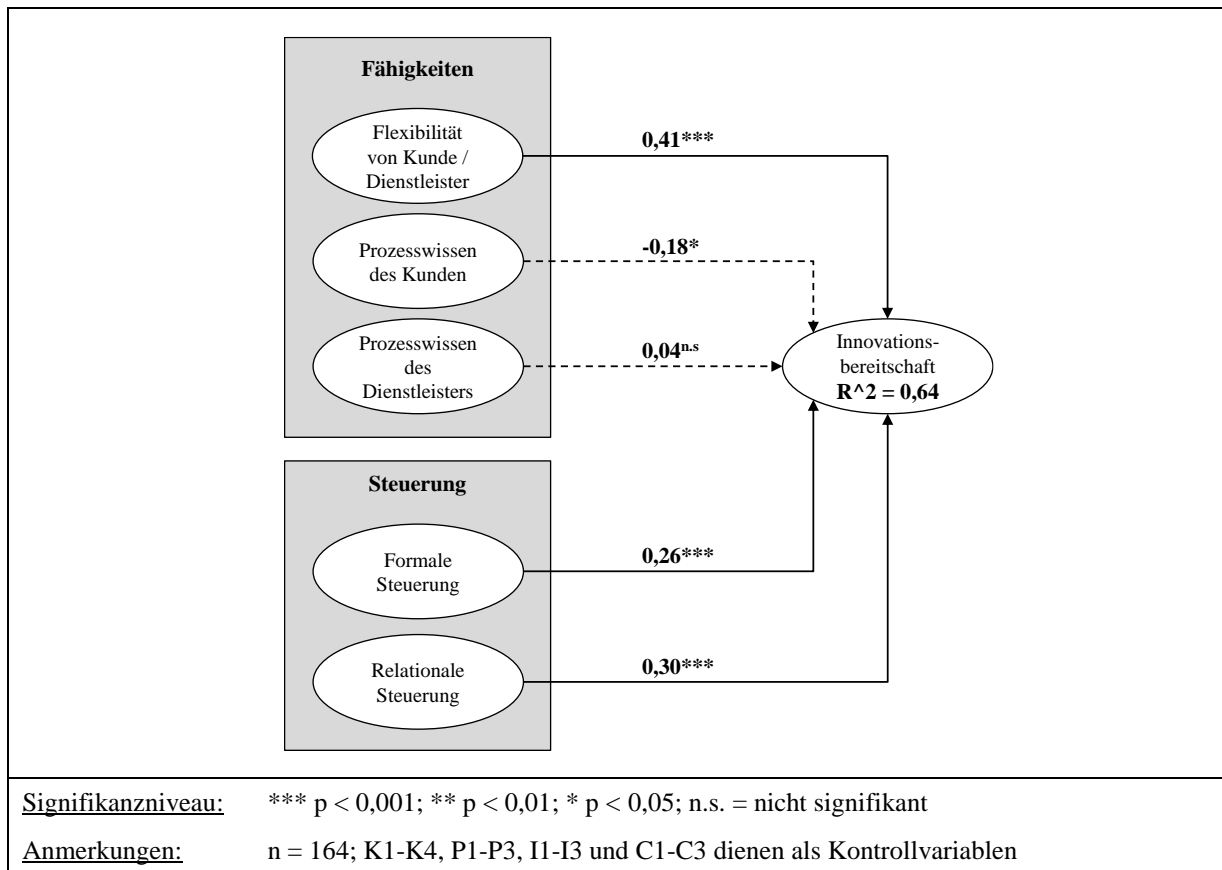 Fähigkeiten
Flexibilität
von Kunde /
Dienstleister
0,41***
Prozesswissen
des Kunden
-0,18*
Prozesswissen
des
Dienstleisters
0,04n.s
Innovations-
bereitschaft
R^2 = 0,64
Steuerung
Formale
Steuerung
0,26***
Relationale
Steuerung
0,30***
Signifikanzniveau: *** p < 0,001; ** p < 0,01; * p < 0,05; n.s. = nicht signifikant
Anmerkungen: n = 164; K1-K4, P1-P3, I1-I3 und C1-C3 dienen als Kontrollvariablen